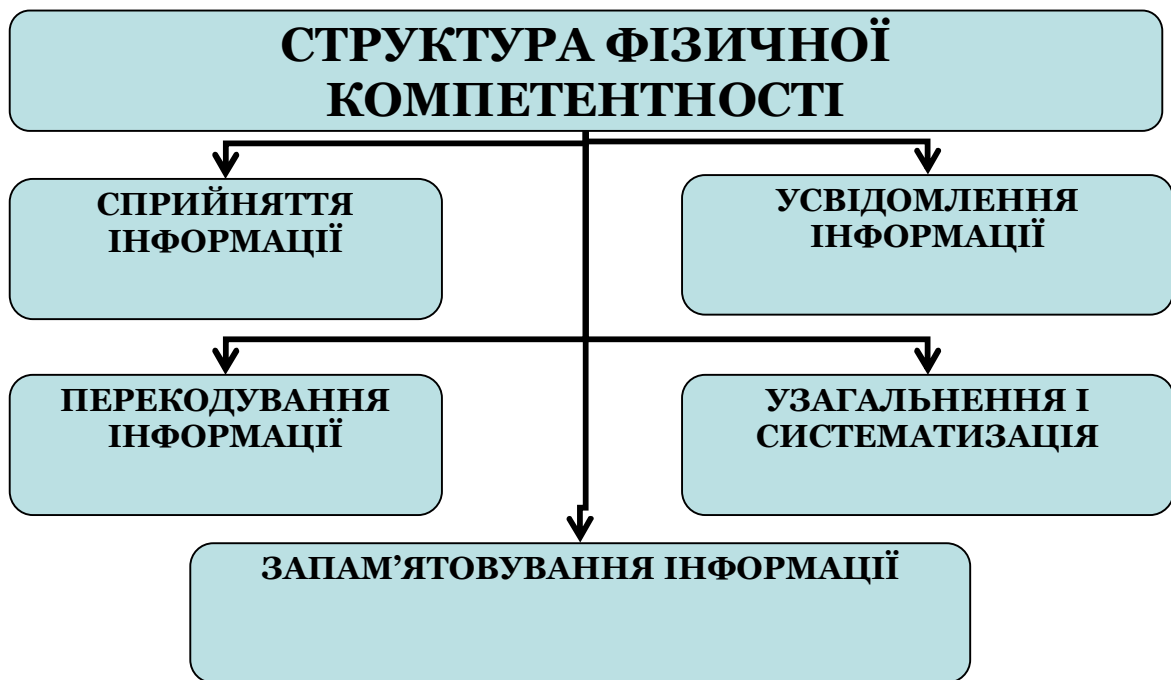 СТРУКТУРА ФІЗИЧНОЇ
КОМПЕТЕНТНОСТІ
СПРИЙНЯТТЯ
ІНФОРМАЦІЇ
УСВІДОМЛЕННЯ
ІНФОРМАЦІЇ
ПЕРЕКОДУВАННЯ
ІНФОРМАЦІЇ
УЗАГАЛЬНЕННЯ І
СИСТЕМАТИЗАЦІЯ
ЗАПАМ’ЯТОВУВАННЯ ІНФОРМАЦІЇ